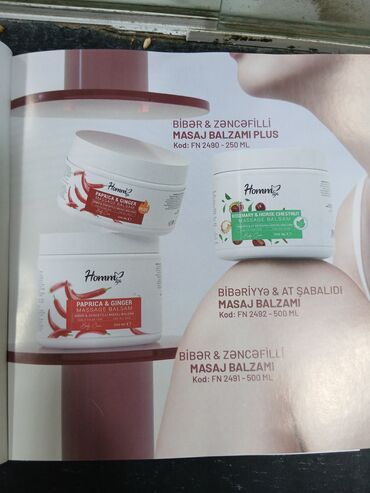 BİBƏR & ZƏNCƏFİLLİ
MASAJ BALZAMI PLUS
Kod: FN 2490 - 250 ML
Hommi
PAPRICA & GINGER
MASSAGE BALSAM
Hommi
ROSEMARY & HORSE CHESTNUT
MASSAGE BALSAM
Hommi
PAPRICA & GINGER
MASSAGE BALSAM
BİBƏRİYYƏ & AT ŞABALIDI
MASAJ BALZAMI
Kod: FN 2492 - 500 ML
BİBƏR & ZƏNCƏFİLLİ
MASAJ BALZAMI
Kod: FN 2491 - 500 ML